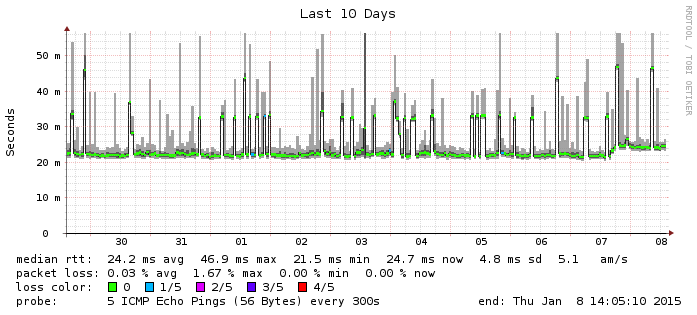 Last 10 Days
RRDTOOL / TOBI OETIKER
Seconds
50 m
40 m
30 m
20 m
10 m
0
30 31 01 02 03 04 05 06 07 08
median rtt: 24.2 ms avg 46.9 ms max 21.5 ms min 24.7 ms now 4.8 ms sd 5.1 am/s
packet loss: 0.03 % avg 1.67 % max 0.00 % min 0.00 % now
loss color: 0 1/5 2/5 3/5 4/5
probe: 5 ICMP Echo Pings (56 Bytes) every 300s end: Thu Jan 8 14:05:10 2015